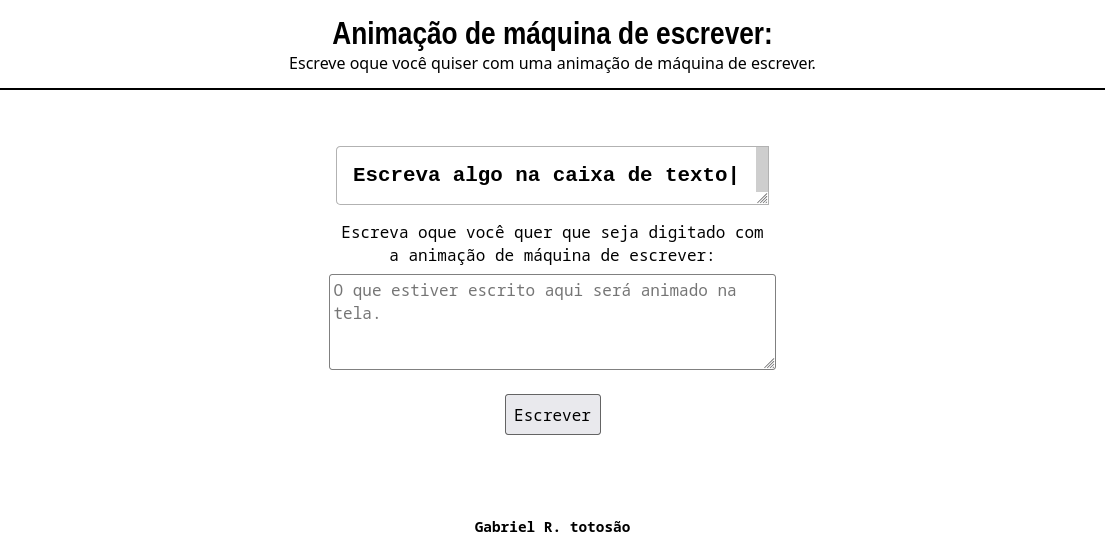 Animação de máquina de escrever:
Escreve oque você quiser com uma animação de máquina de escrever.
Escreva algo na caixa de texto|
Escreva oque você quer que seja digitado com
a animação de máquina de escrever:
O que estiver escrito aqui será animado na
tela.
Escrever
Gabriel R. totosão